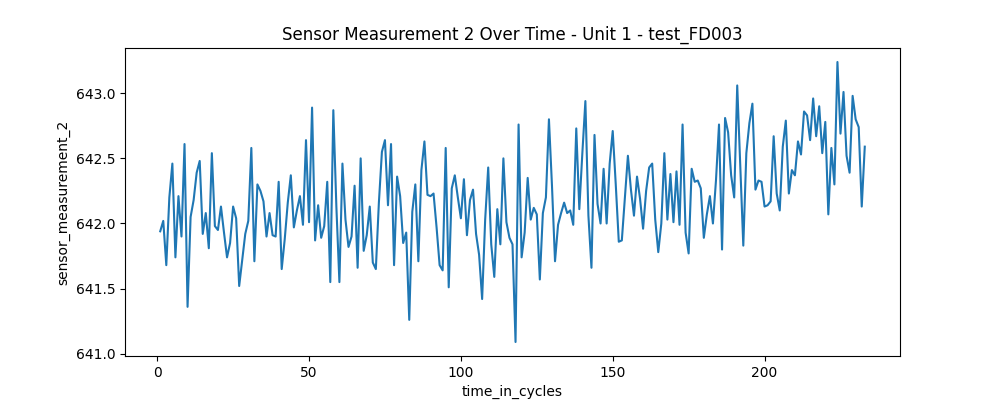 Sensor Measurement 2 Over Time - Unit 1 - test_FD003
sensor_measurement_2
643.0
642.5
642.0
641.5
641.0
0 50 100 150 200
time_in_cycles